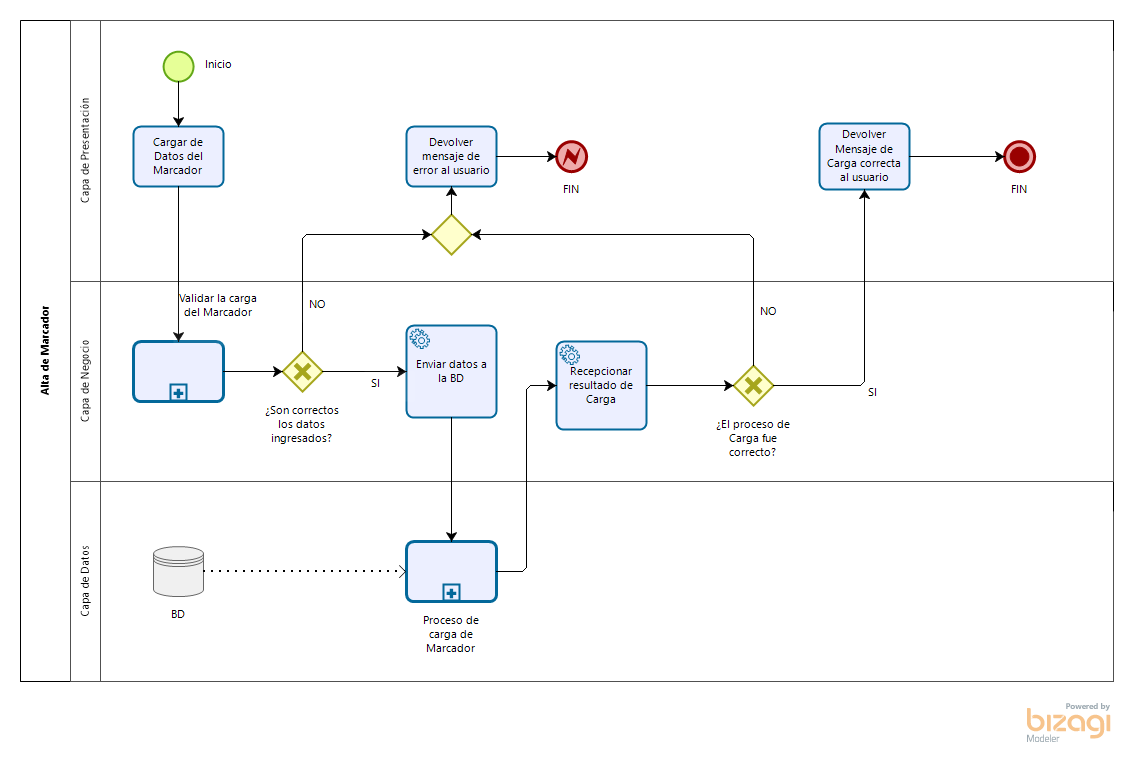 Alta de Marcador
Capa de Presentación
Inicio
Cargar de
Datos del
Marcador
Devolver
mensaje de
error al usuario
FIN
Devolver
Mensaje de
Carga correcta
al usuario
FIN
Capa de Negocio
Validar la carga
del Marcador
NO
¿Son correctos
los datos
ingresados?
SI
Enviar datos a
la BD
Recepcionar
resultado de
Carga
NO
¿El proceso de
Carga fue
correcto?
SI
Capa de Datos
BD
Proceso de
carga de
Marcador
Powered by
bizagi
Modeler